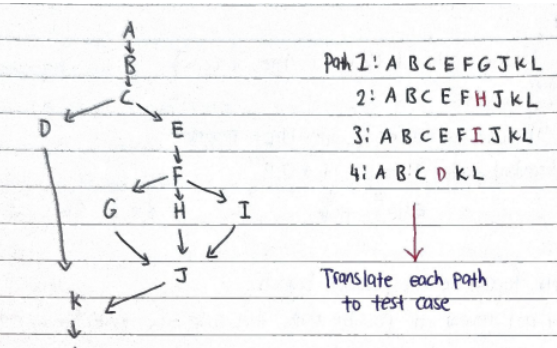 A
B
C
D E
F
G H I
J
K
Path 1: A B C E F G J K L
2: A B C E F H J K L
3: A B C E F I J K L
4: A B C D K L
Translate each path
to test case